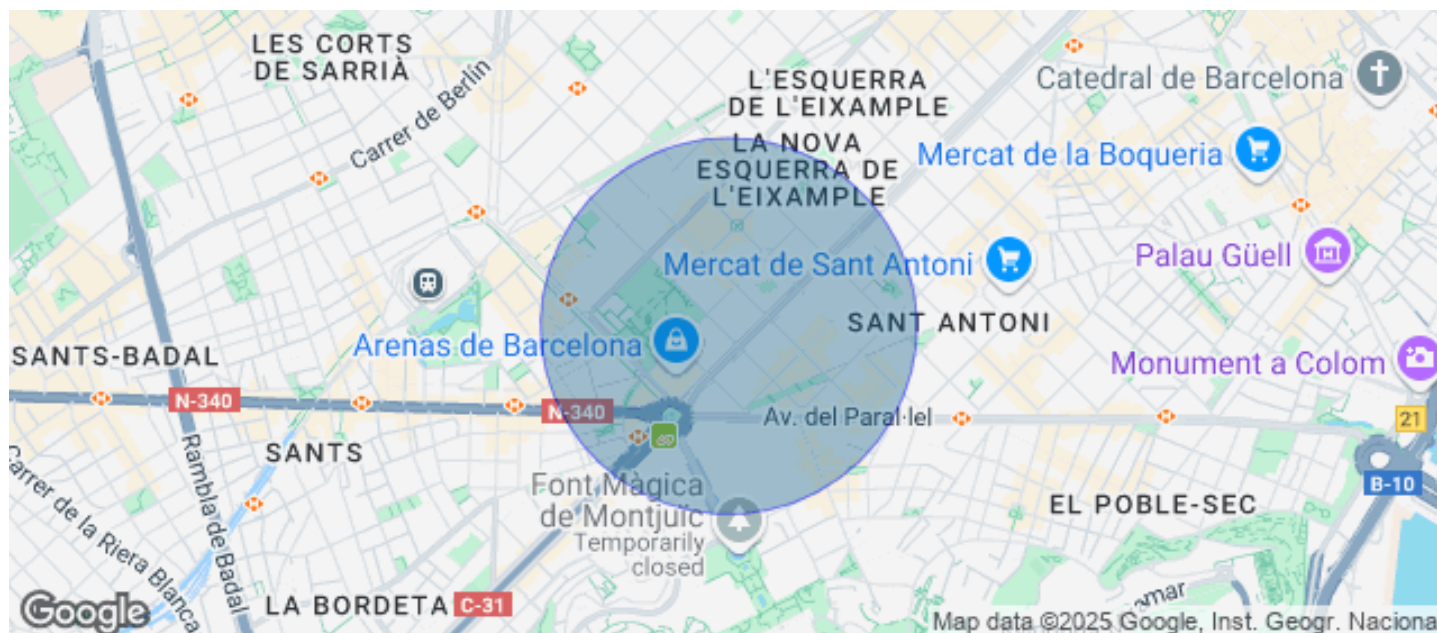 LES CORTS
DE SARRIÀ
Carrer de Berlín
L'ESQUERRA
DE L'EIXAMPLE
Catedral de Barcelona
LA NOVA
ESQUERRA DE
L'EIXAMPLE
Mercat de la Boqueria
Mercat de Sant Antoni
Palau Güell
SANT ANTONI
Arenas de Barcelona
SANTS-BADAL
Monument a Colom
N-340
N-340
Av. del Paral·lel
21
SANTS
B-10
Font Màgica
de Montjuïc
Temporarily
closed
EL POBLE-SEC
Carrer de la Riera Blanca
Rambla de Badal
LA BORDETA
C-31
Google
Map data ©2025 Google, Inst. Geogr. Naciona